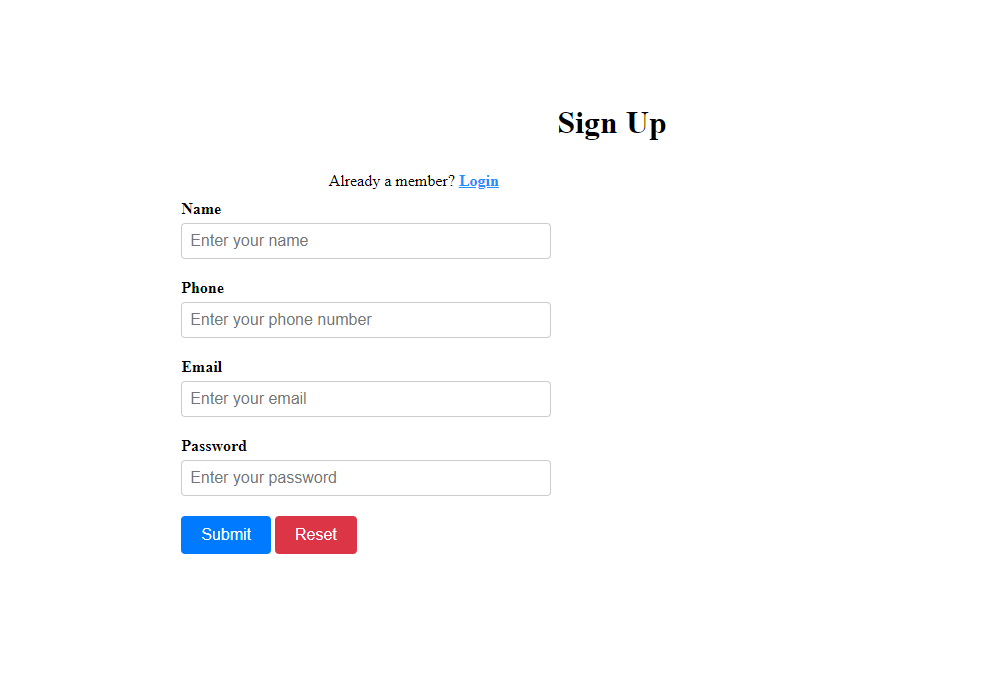 Sign Up
Already a member? Login
Name
Enter your name
Phone
Enter your phone number
Email
Enter your email
Password
Enter your password
Submit Reset